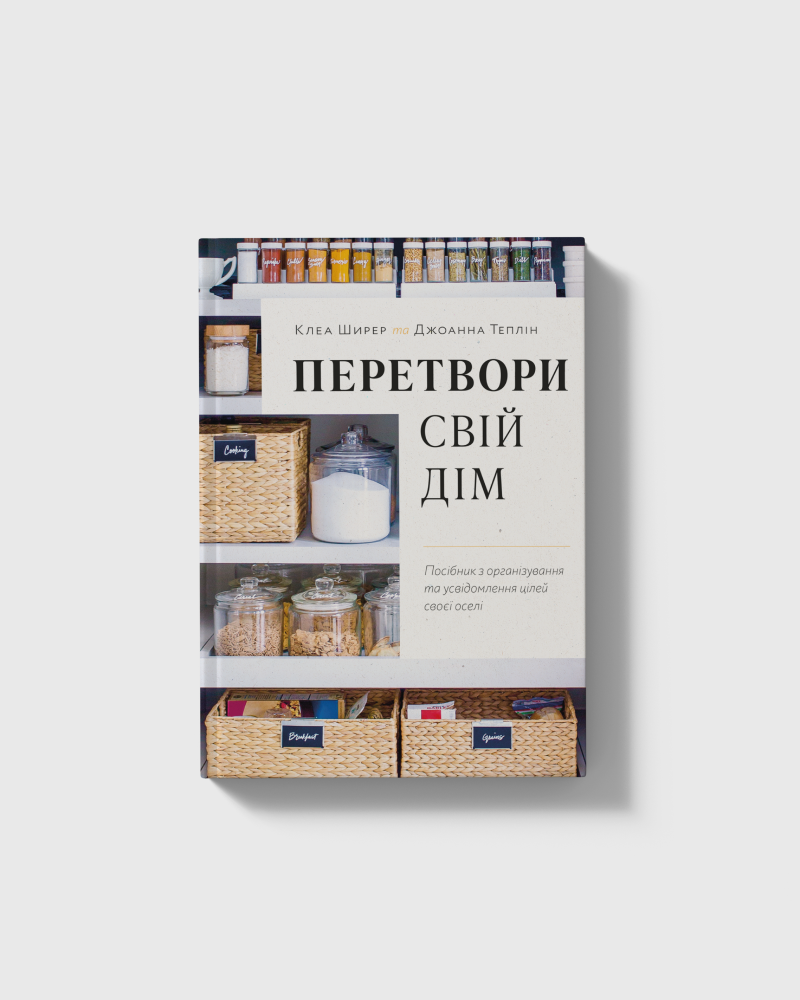 Клеа Ширер та Джоанна Теплін
ПЕРЕТВОРИ
СВІЙ
ДІМ
Посібник з організування
та усвідомлення цілей
своєї оселі
Cooking
Breakfast
Grains